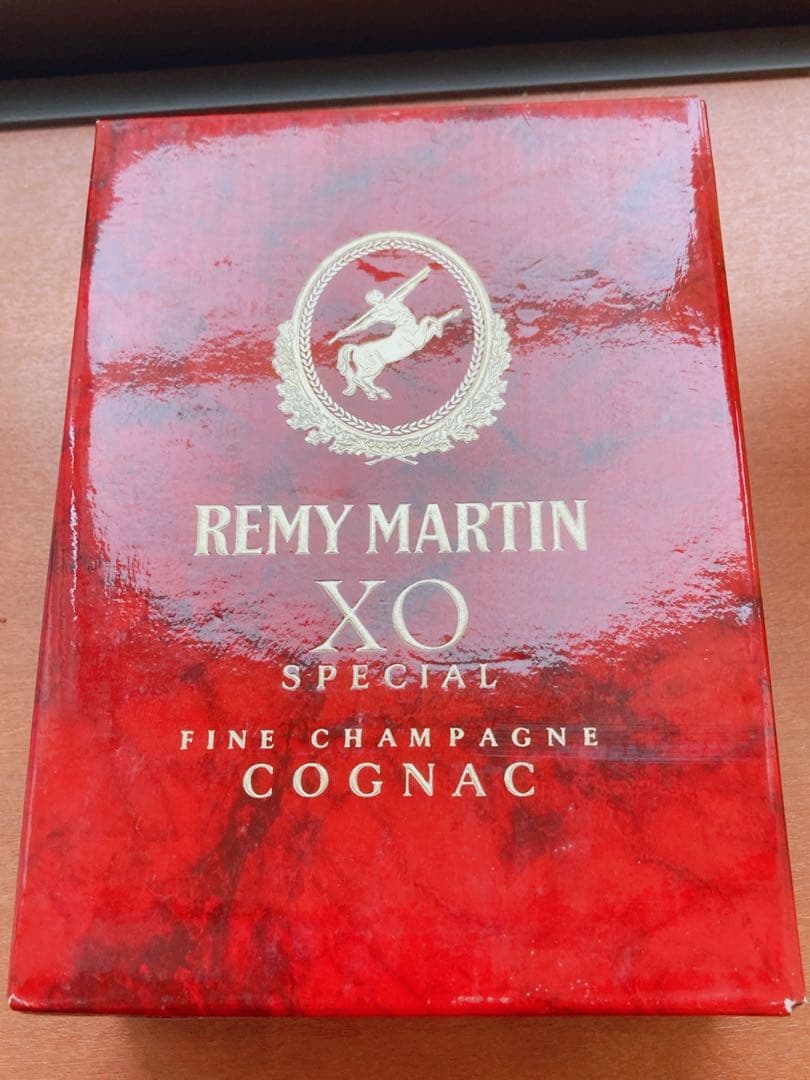 REMY MARTIN
XO
SPECIAL
FINE CHAMPAGNE
COGNAC